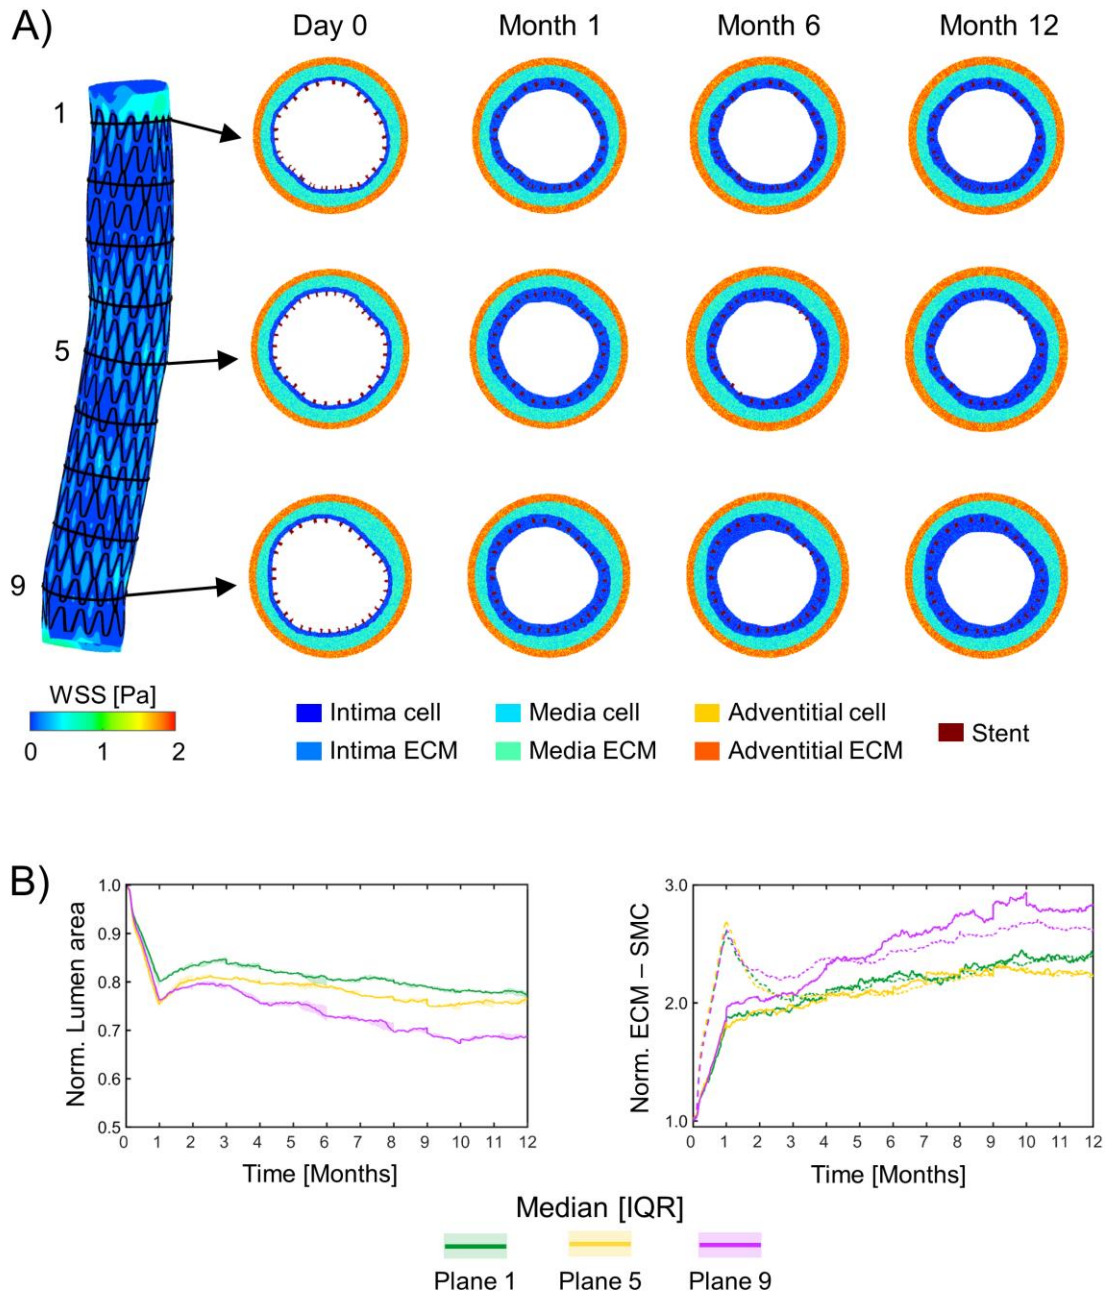 A)
Day 0 Month 1 Month 6 Month 12
1
5
9
WSS [Pa]
0 1 2
Intima cell Media cell Adventitial cell
Intima ECM Media ECM Adventitial ECM
Stent
B)
Norm. Lumen area
1.0
0.9
0.8
0.7
0.6
0.5
0 1 2 3 4 5 6 7 8 9 10 11 12
Time [Months]
Norm. ECM – SMC
3.0
2.0
1.0
0 1 2 3 4 5 6 7 8 9 10 11 12
Time [Months]
Median [IQR]
Plane 1 Plane 5 Plane 9